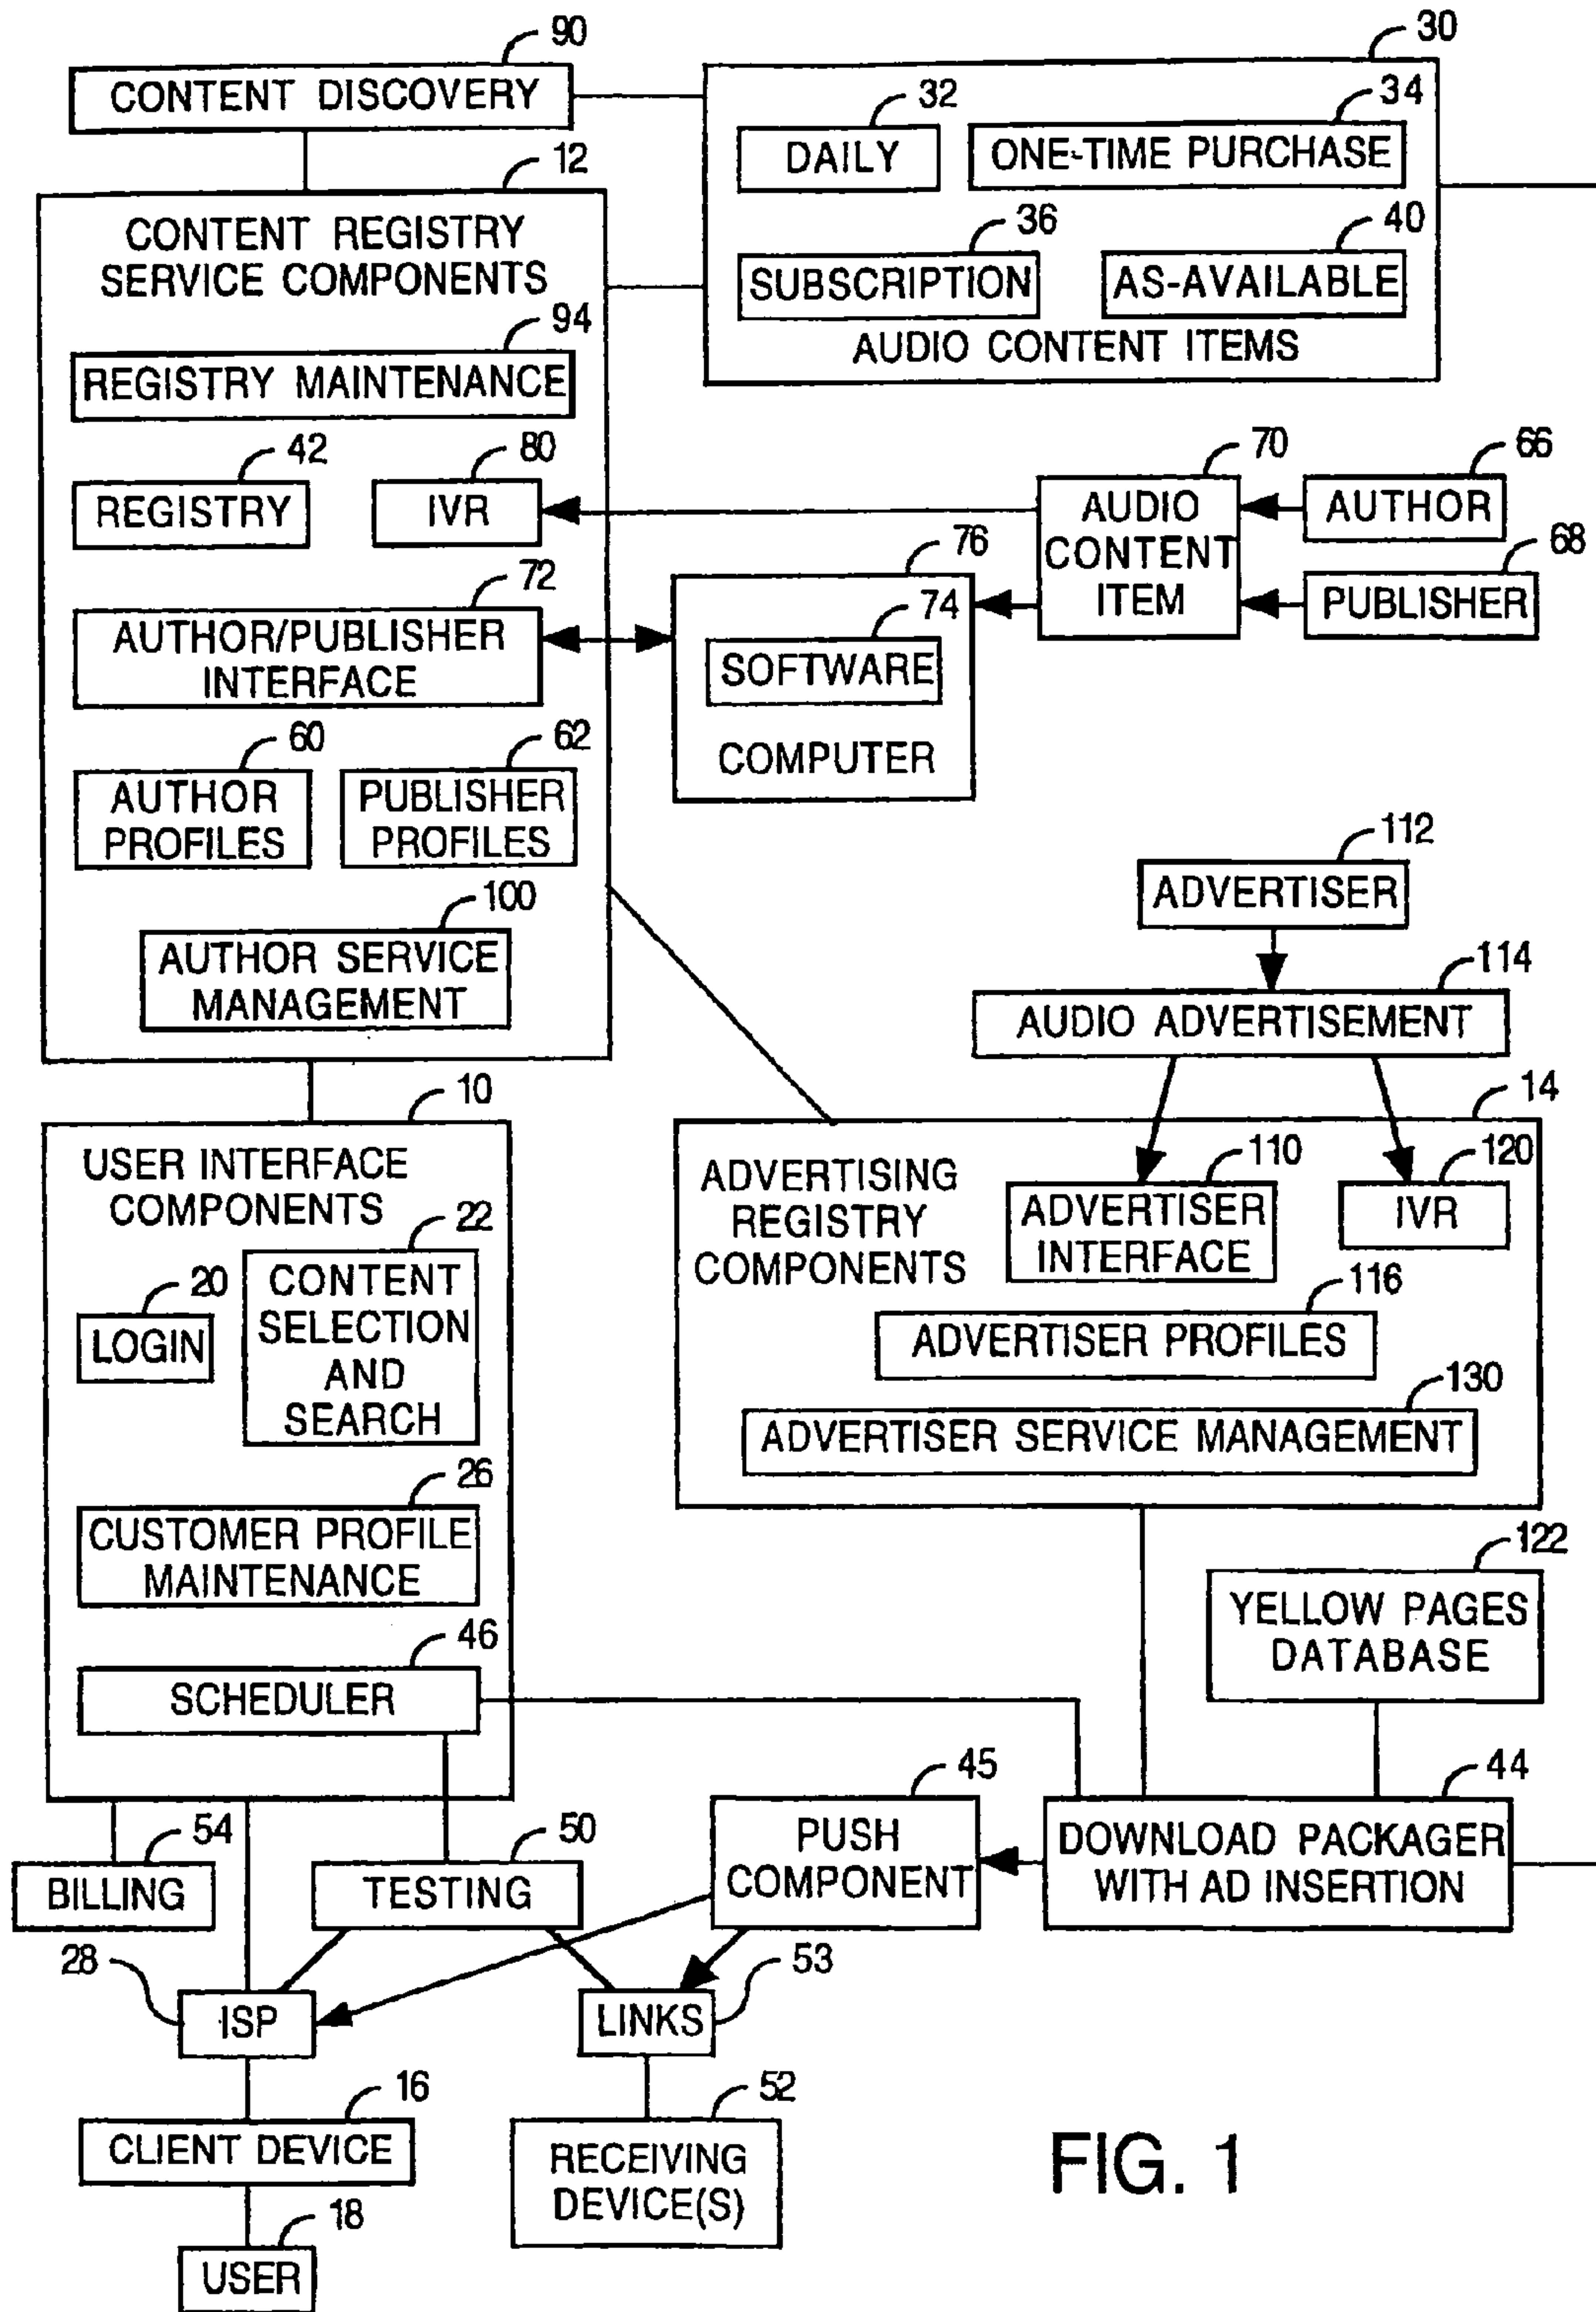 90
CONTENT DISCOVERY
30
32
DAILY
34
ONE-TIME PURCHASE
36
SUBSCRIPTION
40
AS-AVAILABLE
AUDIO CONTENT ITEMS
12
CONTENT REGISTRY
SERVICE COMPONENTS
94
REGISTRY MAINTENANCE
42
REGISTRY
80
IVR
72
AUTHOR/PUBLISHER
INTERFACE
60
AUTHOR
PROFILES
62
PUBLISHER
PROFILES
100
AUTHOR SERVICE
MANAGEMENT
70
AUDIO
CONTENT
ITEM
66
AUTHOR
68
PUBLISHER
76
74
SOFTWARE
COMPUTER
112
ADVERTISER
114
AUDIO ADVERTISEMENT
14
ADVERTISING
REGISTRY
COMPONENTS
110
ADVERTISER
INTERFACE
120
IVR
116
ADVERTISER PROFILES
130
ADVERTISER SERVICE MANAGEMENT
10
USER INTERFACE
COMPONENTS
20
LOGIN
22
CONTENT
SELECTION
AND
SEARCH
26
CUSTOMER PROFILE
MAINTENANCE
46
SCHEDULER
122
YELLOW PAGES
DATABASE
44
DOWNLOAD PACKAGER
WITH AD INSERTION
45
PUSH
COMPONENT
54
BILLING
50
TESTING
28
ISP
53
LINKS
16
CLIENT DEVICE
52
RECEIVING
DEVICE(S)
18
USER
FIG. 1